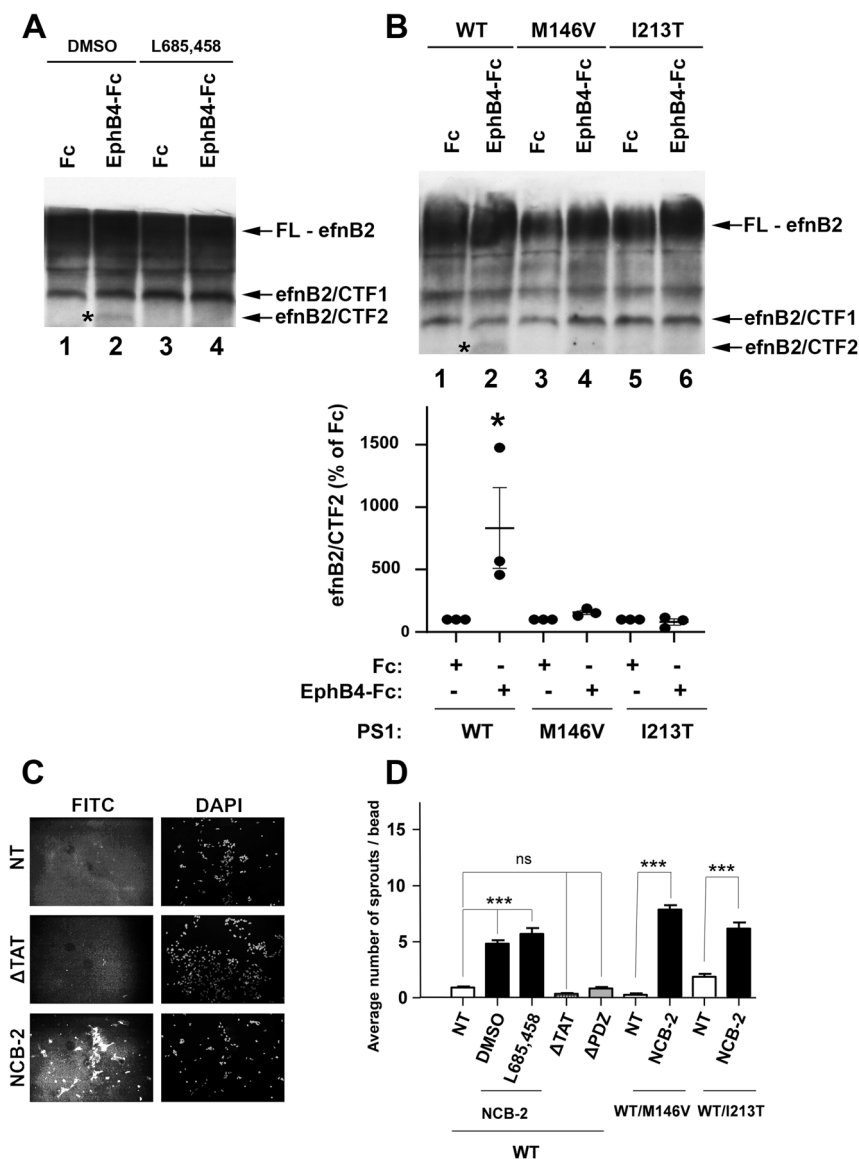 A
DMSO L685,458
Fc EphB4-Fc Fc EphB4-Fc
FL - efnB2
efnB2/CTF1
* efnB2/CTF2
1 2 3 4
B
WT M146V I213T
Fc EphB4-Fc Fc EphB4-Fc Fc EphB4-Fc
FL - efnB2
efnB2/CTF1
* efnB2/CTF2
1 2 3 4 5 6
efnB2/CTF2 (% of Fc)
1500
1000
500
0
*
Fc: + - + - + -
EphB4-Fc: - + - + - +
PS1: WT M146V I213T
C
FITC DAPI
NT
ΔTAT
NCB-2
D
Average number of sprouts / bead
15
10
5
0
ns
*** *** ***
NT DMSO L685,458 ΔTAT ΔPDZ NT NCB-2 NT NCB-2
NCB-2 WT/M146V WT/I213T
WT